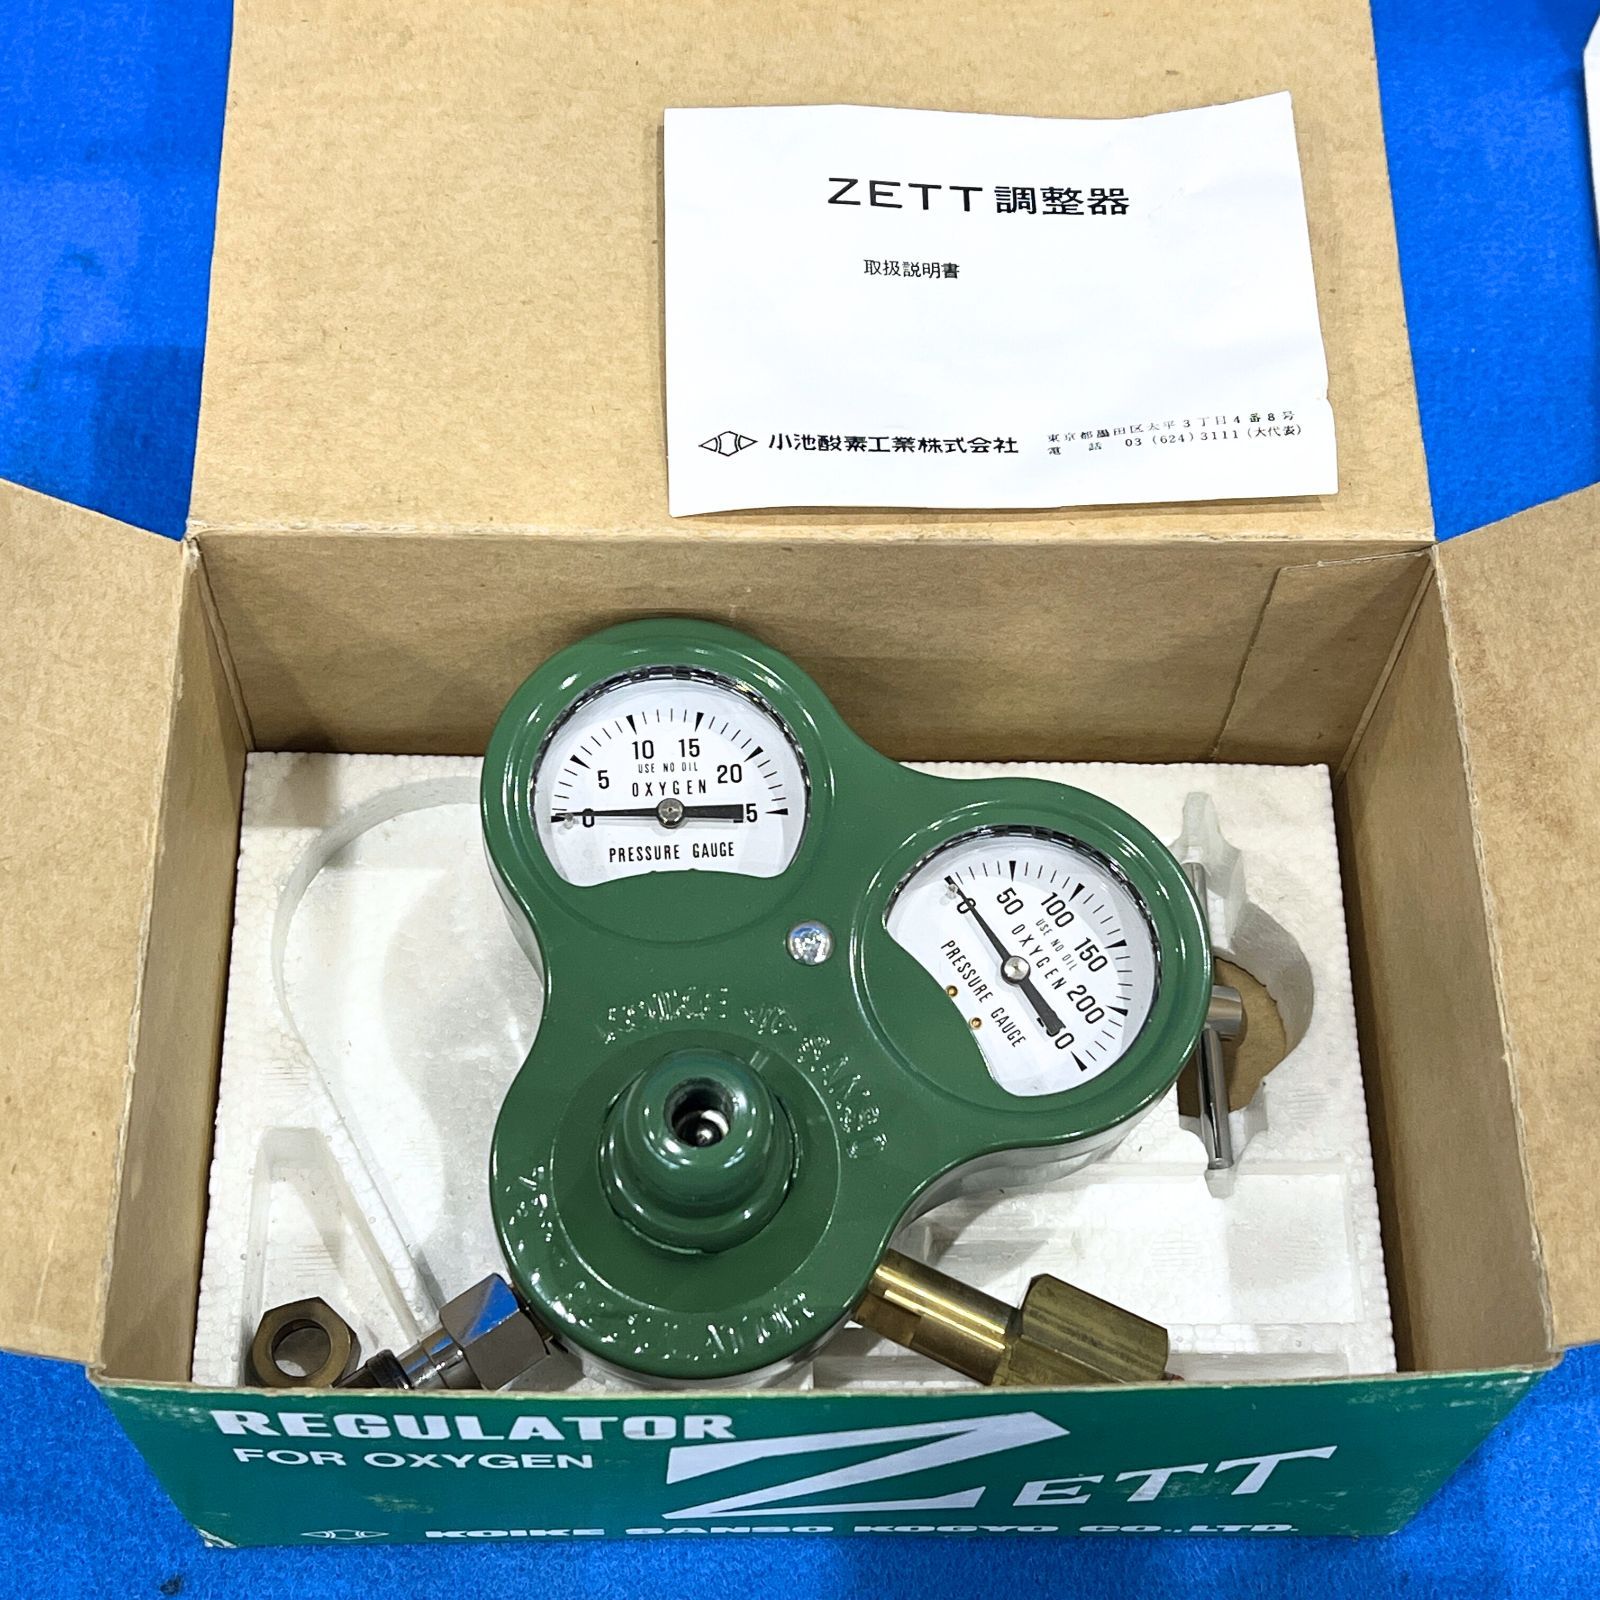 ZETT 調整器
取扱説明書
小池酸素工業株式会社
東京都墨田区太平3丁目4番8号
電話 03 (624) 3111 (大代表)
0 5 10 15 20
USE NO OIL
OXYGEN
PRESSURE GAUGE
0 50 100 150 200
USE NO OIL
OXYGEN
PRESSURE GAUGE
REGULATOR
FOR OXYGEN
ZETT
KOIKE SANSO KOGYO CO.,LTD.